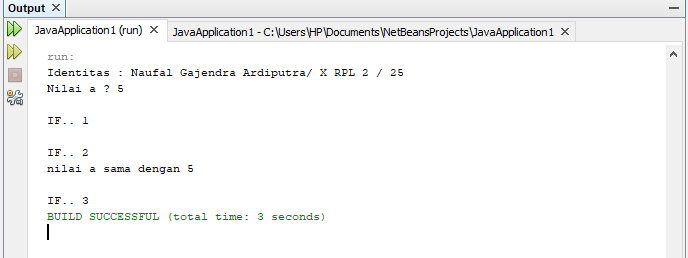 Output ×
JavaApplication1 (run) × JavaApplication1 - C:\Users\HP\Documents\NetBeansProjects\JavaApplication1 ×
run:
Identitas : Naufal Gajendra Ardiputra/ X RPL 2 / 25
Nilai a ? 5
IF.. 1
IF.. 2
nilai a sama dengan 5
IF.. 3
BUILD SUCCESSFUL (total time: 3 seconds)